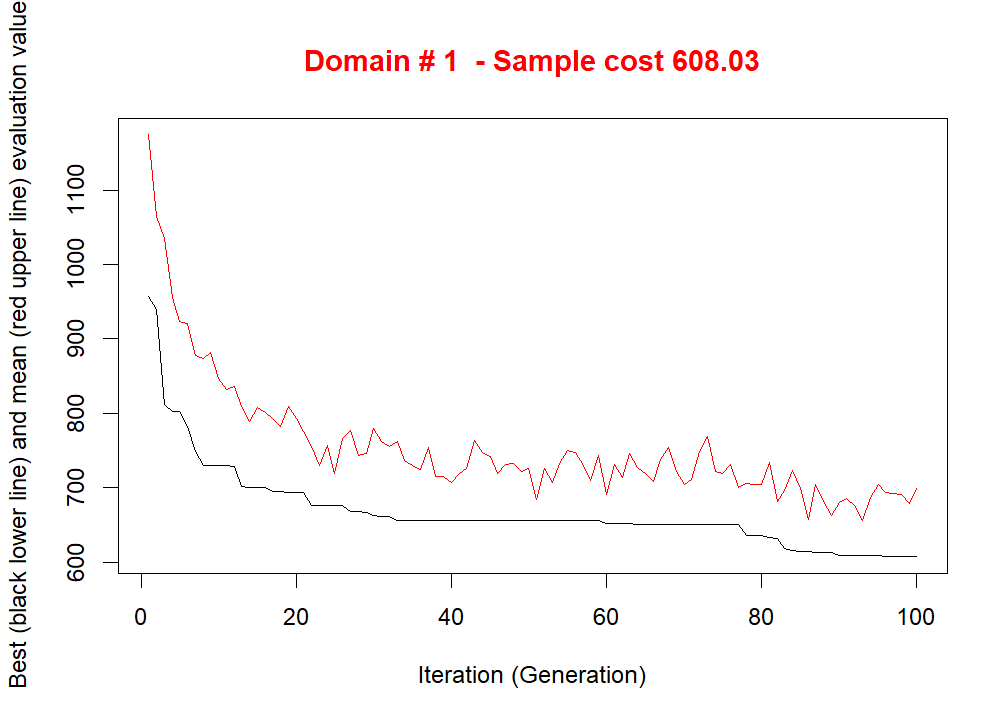 Domain # 1  - Sample cost 608.03
Best (black lower line) and mean (red upper line) evaluation value
1100
1000
900
800
700
600
0 20 40 60 80 100
Iteration (Generation)